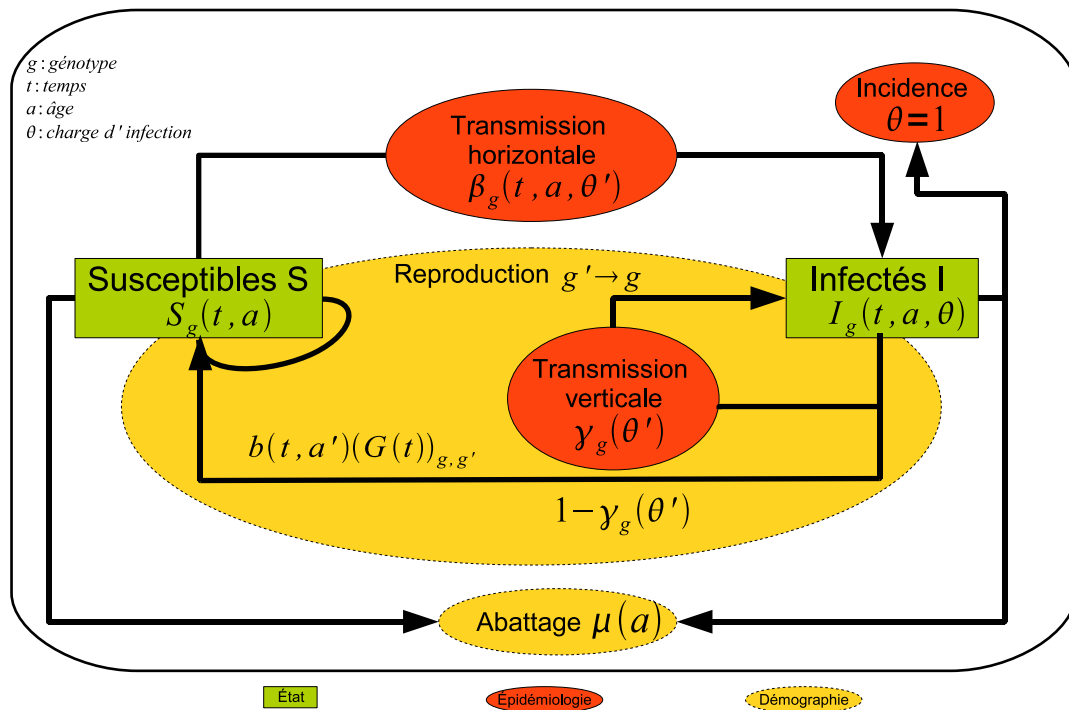 g : génotype
t : temps
a : âge
θ : charge d ' infection
Incidence
θ = 1
Transmission
horizontale
β_g(t , a , θ ')
Susceptibles S
S_g(t , a)
Reproduction g ' → g
Infectés I
I_g(t , a , θ)
Transmission
verticale
γ_g(θ ')
b(t , a ')(G(t))_{g, g'}
1−γ_g(θ ')
Abattage μ(a)
État
Épidémiologie
Démographie